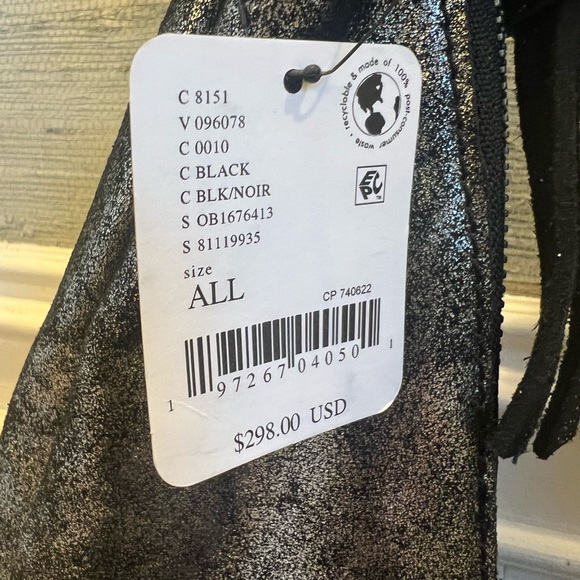 recyclable & made of 100% post-consumer waste •
C 8151
V 096078
C 0010
C BLACK
C BLK/NOIR
S OB1676413
S 81119935
size
ALL
CP 740622
1 97267 04050 1
$298.00 USD